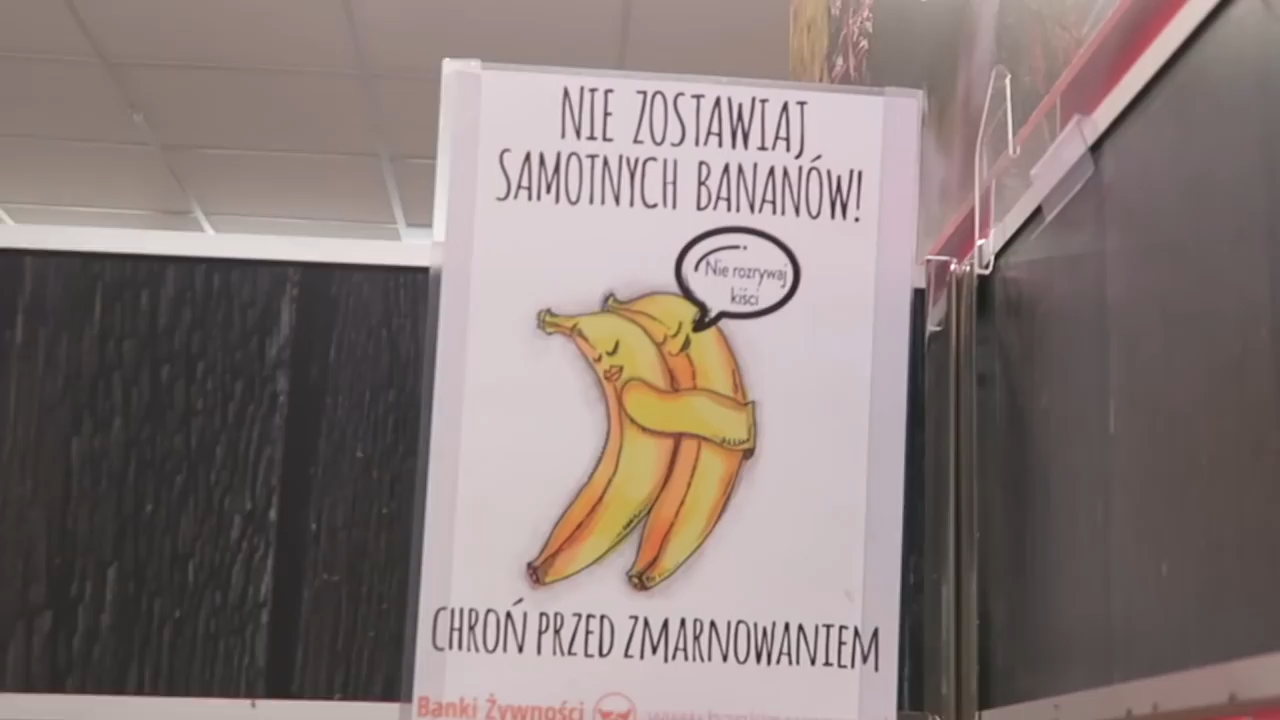 NIE ZOSTAWIAJ
SAMOTNYCH BANANÓW!
Nie rozrywaj
kiści
CHROŃ PRZED ZMARNOWANIEM
Banki Żywności